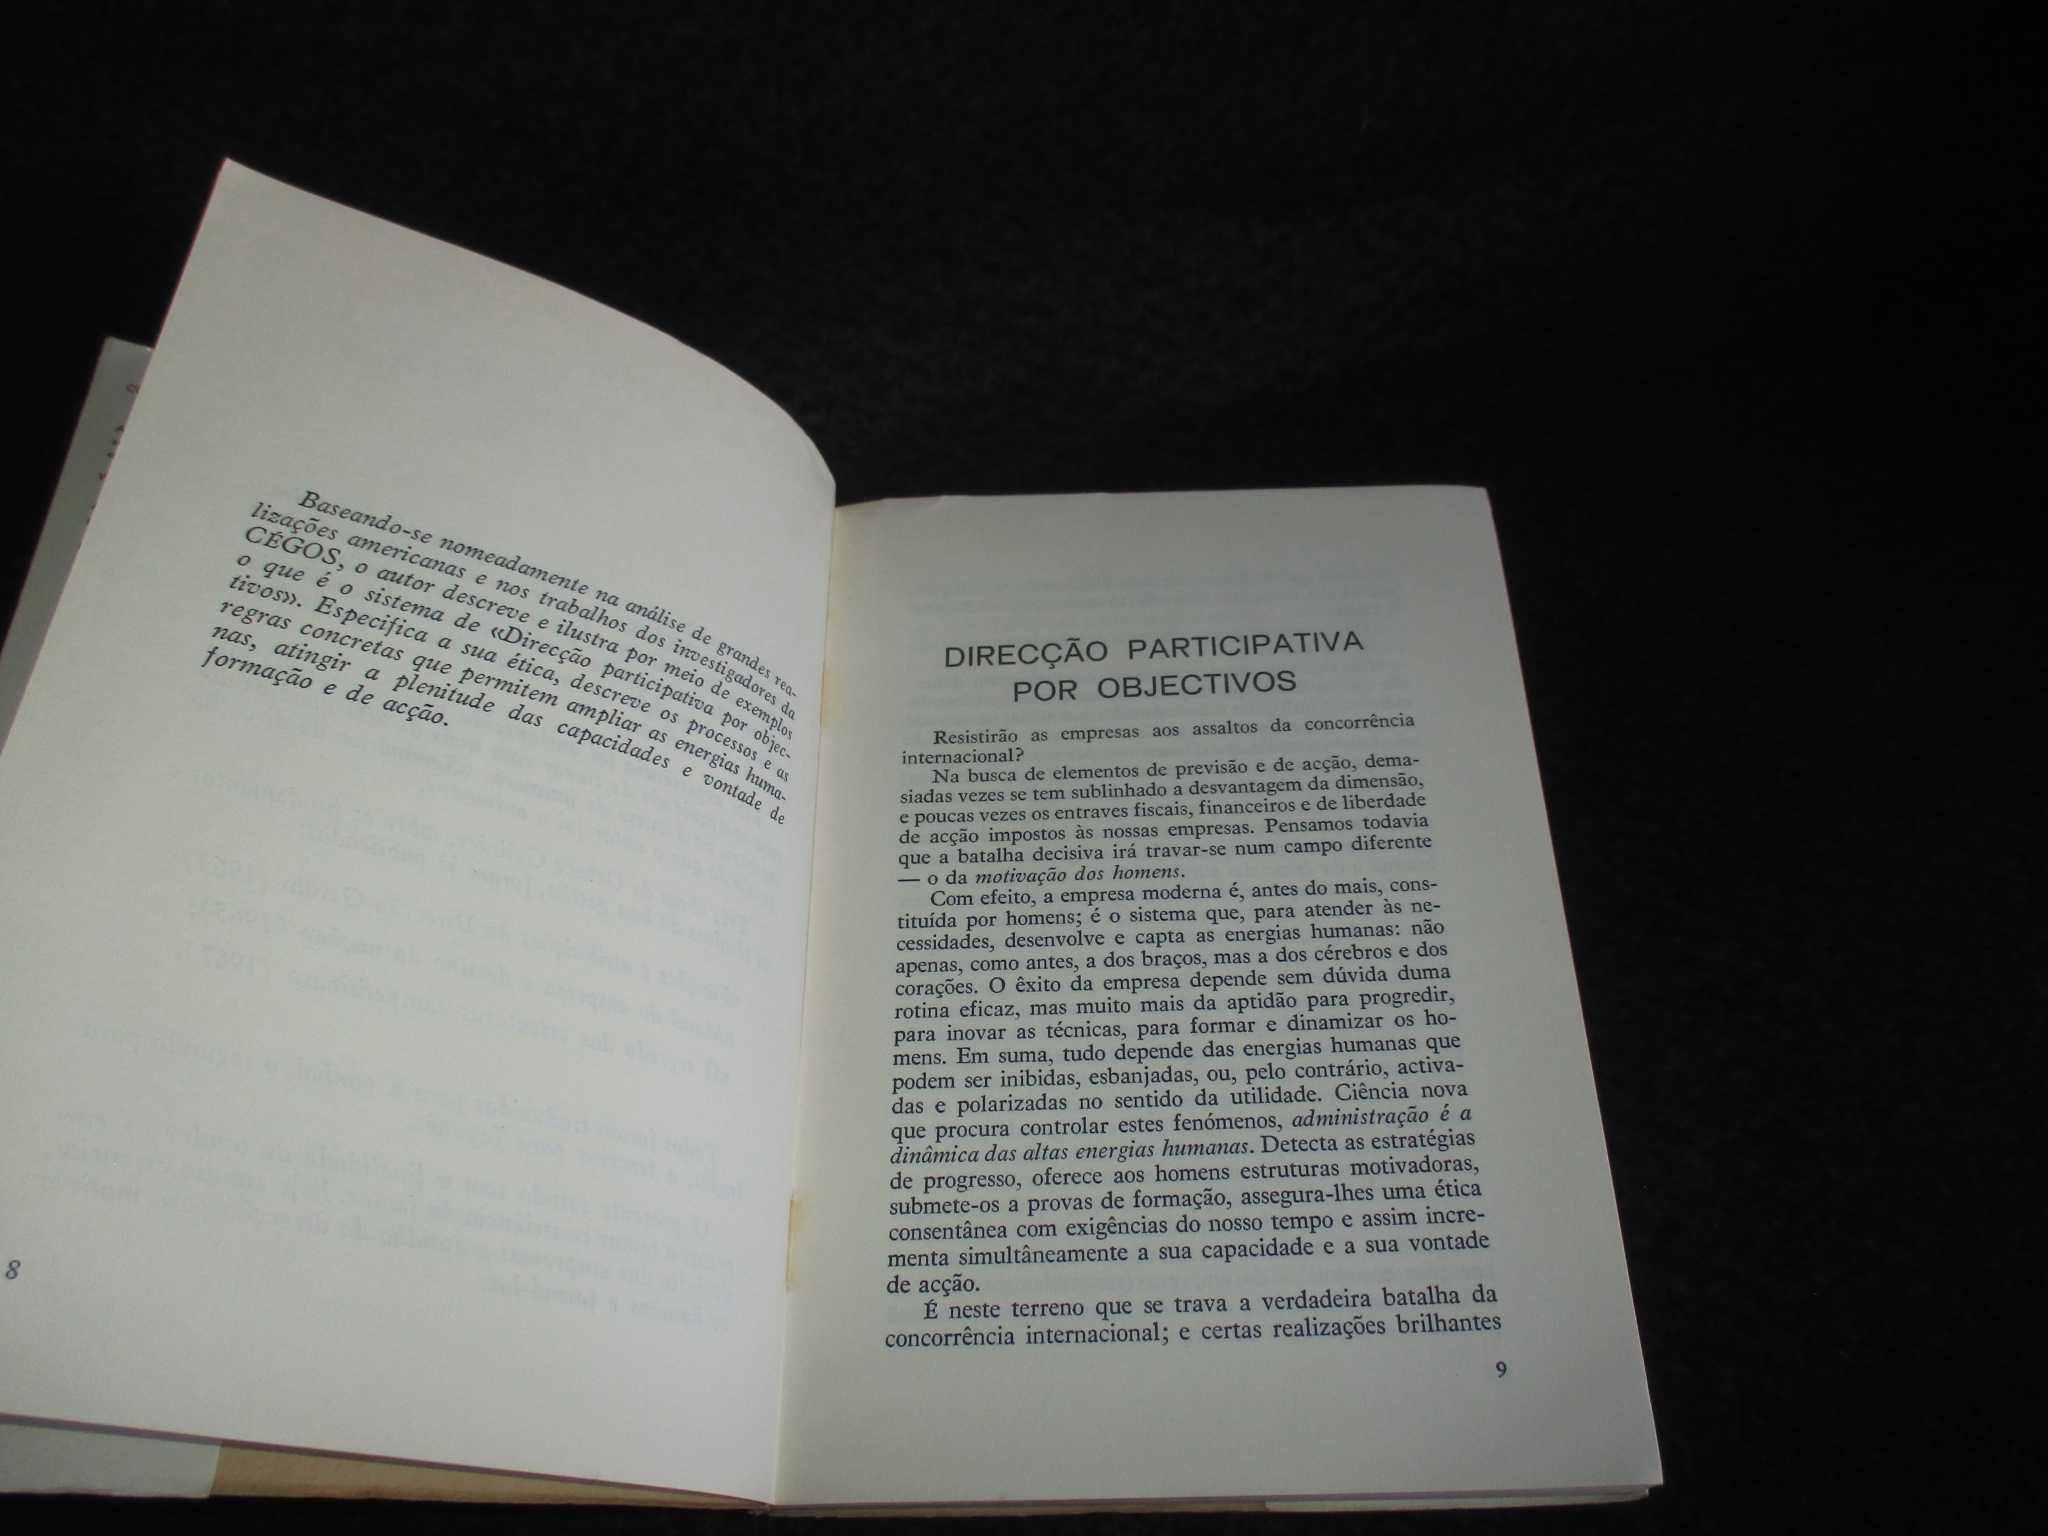 Baseando-se nomeadamente na análise de grandes rea-
lizações americanas e nos trabalhos dos investigadores da
CÉGOS, o autor descreve e ilustra por meio de exemplos
o que é o sistema de «Direcção participativa por objec-
tivos». Especifica a sua ética, descreve os processos e as
regras concretas que permitem ampliar as energias huma-
nas, atingir a plenitude das capacidades e vontade de
formação e de acção.
8
DIRECÇÃO PARTICIPATIVA
POR OBJECTIVOS
Resistirão as empresas aos assaltos da concorrência
internacional?
Na busca de elementos de previsão e de acção, dema-
siadas vezes se tem sublinhado a desvantagem da dimensão,
e poucas vezes os entraves fiscais, financeiros e de liberdade
de acção impostos às nossas empresas. Pensamos todavia
que a batalha decisiva irá travar-se num campo diferente
— o da motivação dos homens.
Com efeito, a empresa moderna é, antes do mais, cons-
tituída por homens; é o sistema que, para atender às ne-
cessidades, desenvolve e capta as energias humanas: não
apenas, como antes, a dos braços, mas a dos cérebros e dos
corações. O êxito da empresa depende sem dúvida duma
rotina eficaz, mas muito mais da aptidão para progredir,
para inovar as técnicas, para formar e dinamizar os ho-
mens. Em suma, tudo depende das energias humanas que
podem ser inibidas, esbanjadas, ou, pelo contrário, activa-
das e polarizadas no sentido da utilidade. Ciência nova
que procura controlar estes fenómenos, administração é a
dinâmica das altas energias humanas. Detecta as estratégias
de progresso, oferece aos homens estruturas motivadoras,
submete-os a provas de formação, assegura-lhes uma ética
consentânea com exigências do nosso tempo e assim incre-
menta simultâneamente a sua capacidade e a sua vontade
de acção.
É neste terreno que se trava a verdadeira batalha da
concorrência internacional; e certas realizações brilhantes
9